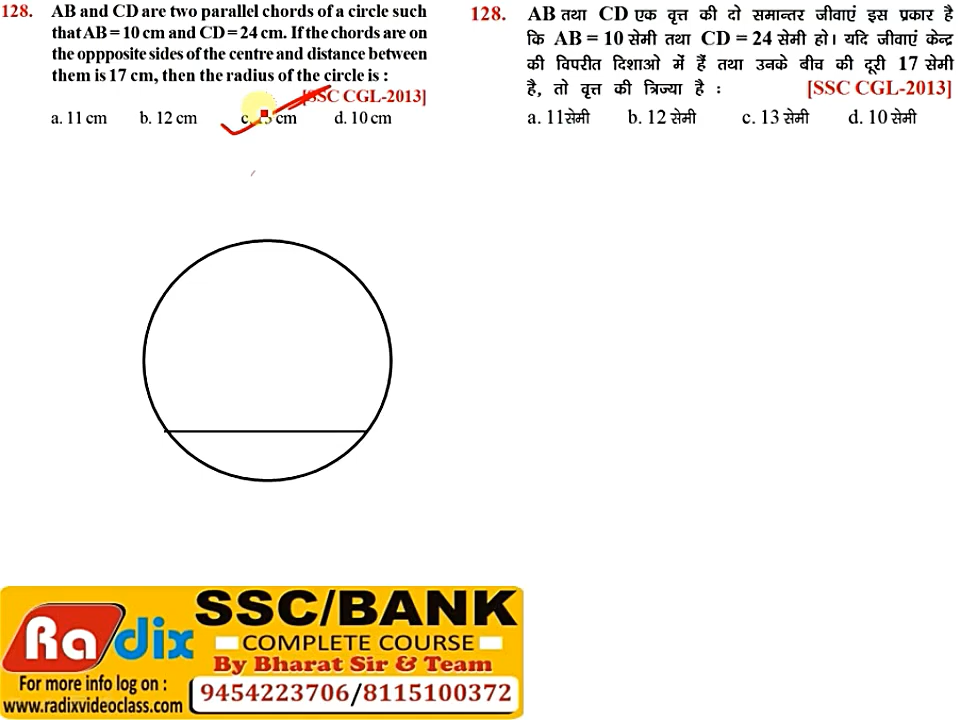 128. AB and CD are two parallel chords of a circle such
that AB = 10 cm and CD = 24 cm. If the chords are on
the oppposite sides of the centre and distance between
them is 17 cm, then the radius of the circle is :
[SSC CGL-2013]
a. 11 cm b. 12 cm c. 13 cm d. 10 cm
128. AB तथा CD एक वृत्त की दो समान्तर जीवाएं इस प्रकार है
कि AB = 10 सेमी तथा CD = 24 सेमी हो। यदि जीवाएं केन्द्र
की विपरीत दिशाओ में हैं तथा उनके बीच की दूरी 17 सेमी
है, तो वृत्त की त्रिज्या है : [SSC CGL-2013]
a. 11सेमी b. 12 सेमी c. 13 सेमी d. 10 सेमी
Radix
For more info log on :
www.radixvideoclass.com
SSC/BANK
COMPLETE COURSE
By Bharat Sir & Team
9454223706/8115100372